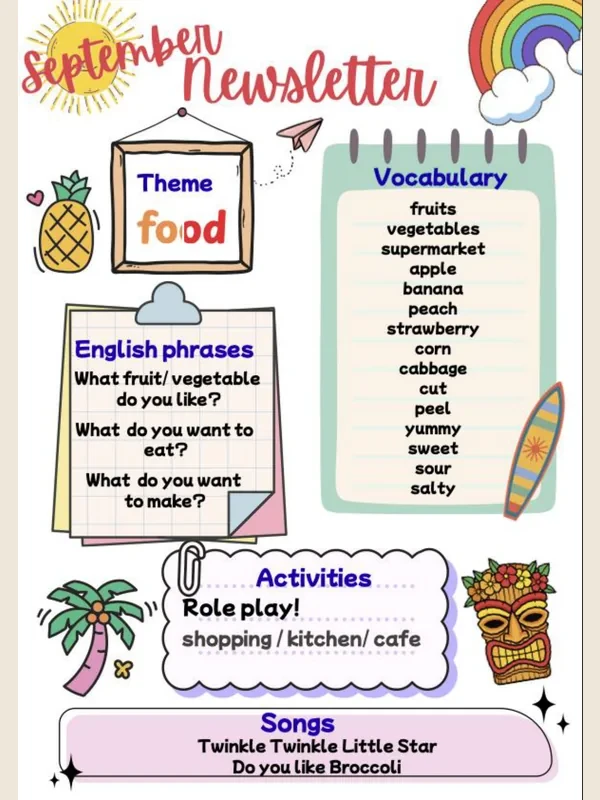 September
Newsletter
Theme
food
Vocabulary
fruits
vegetables
supermarket
apple
banana
peach
strawberry
corn
cabbage
cut
peel
yummy
sweet
sour
salty
English phrases
What fruit/ vegetable
do you like?
What do you want to
eat?
What do you want
to make?
Activities
Role play!
shopping / kitchen/ cafe
Songs
Twinkle Twinkle Little Star
Do you like Broccoli